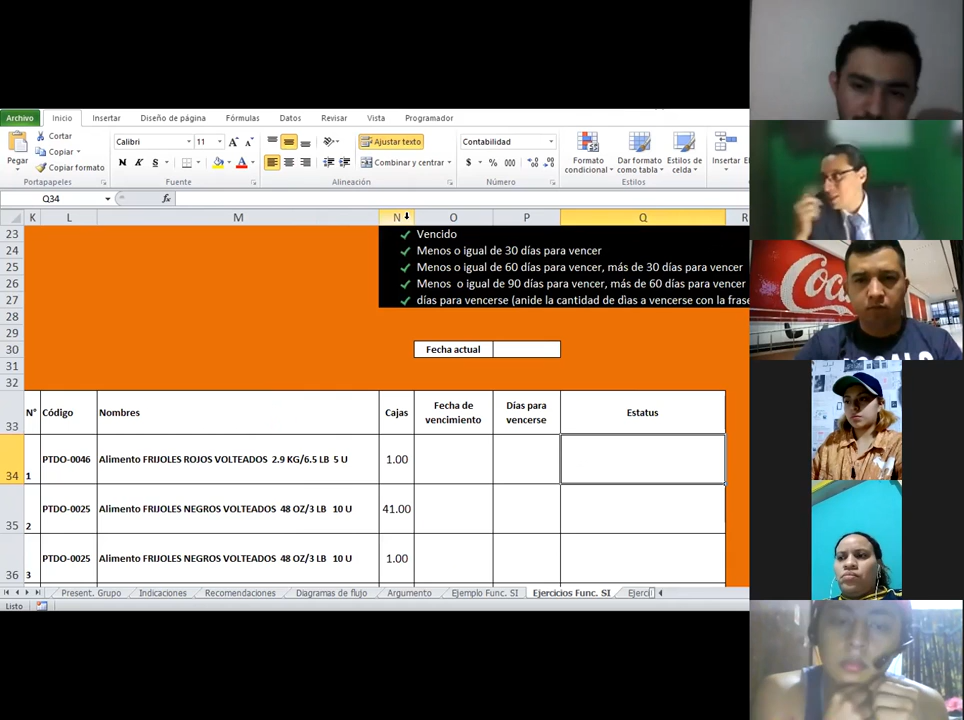 Archivo Inicio Insertar Diseño de página Fórmulas Datos Revisar Vista Programador
Cortar
Copiar
Copiar formato
Pegar
Calibri 11
N K S
Ajustar texto
Combinar y centrar
Contabilidad
$ % 000
Formato condicional
Dar formato como tabla
Estilos de celda
Insertar
Portapapeles Fuente Alineación Número Estilos
Q34 fx
K L M N O P Q R
23 Vencido
24 Menos o igual de 30 días para vencer
25 Menos o igual de 60 días para vencer, más de 30 días para vencer
26 Menos o igual de 90 días para vencer, más de 60 días para vencer
27 días para vencerse (anide la cantidad de dìas a vencerse con la frase
28
29
30 Fecha actual
31
32
33 N° Código Nombres Cajas Fecha de vencimiento Días para vencerse Estatus
34 1 PTDO-0046 Alimento FRIJOLES ROJOS VOLTEADOS 2.9 KG/6.5 LB 5 U 1.00
35 2 PTDO-0025 Alimento FRIJOLES NEGROS VOLTEADOS 48 OZ/3 LB 10 U 41.00
36 3 PTDO-0025 Alimento FRIJOLES NEGROS VOLTEADOS 48 OZ/3 LB 10 U 1.00
Present. Grupo Indicaciones Recomendaciones Diagramas de flujo Argumento Ejemplo Func. SI Ejercicios Func. SI Ejerci
Listo
Coca